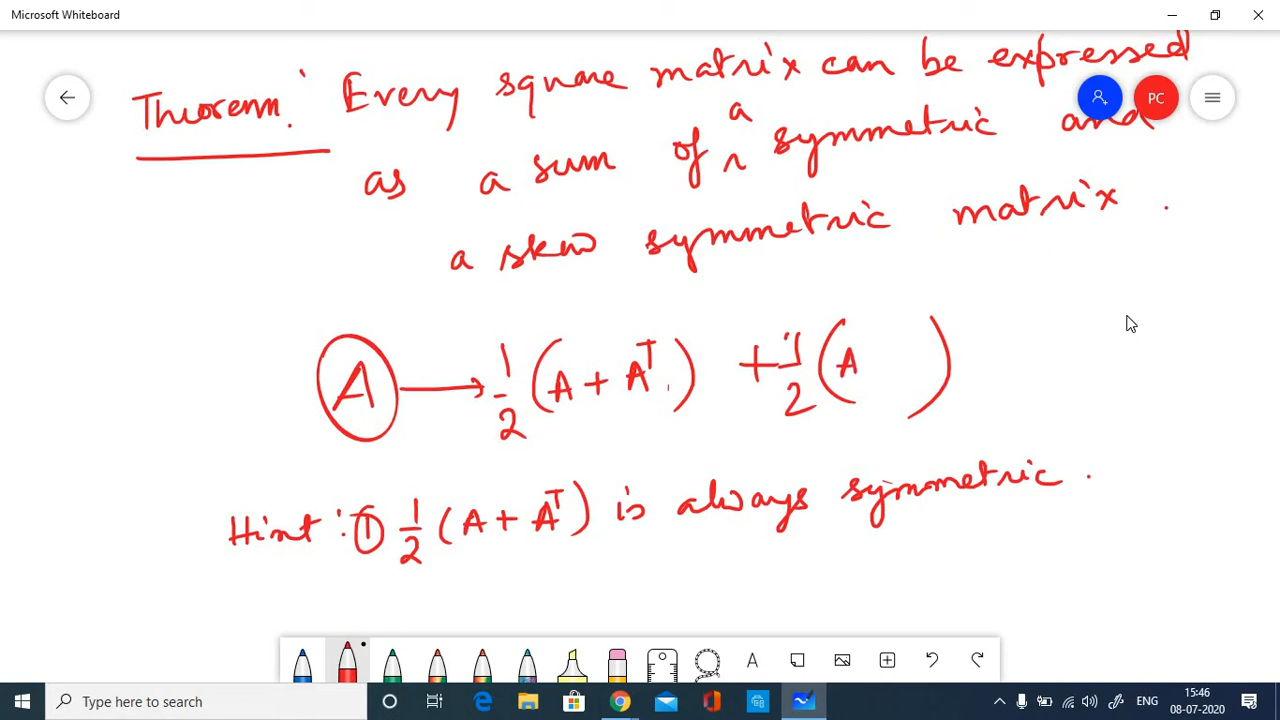 Microsoft Whiteboard
Theorem: Every square matrix can be expressed
as a sum of a symmetric and
a skew symmetric matrix.
PC
A → 1/2 (A + Aᵀ) + 1/2 (A )
Hint: ① 1/2 (A + Aᵀ) is always symmetric.
A
Type here to search
ENG
15:46
08-07-2020